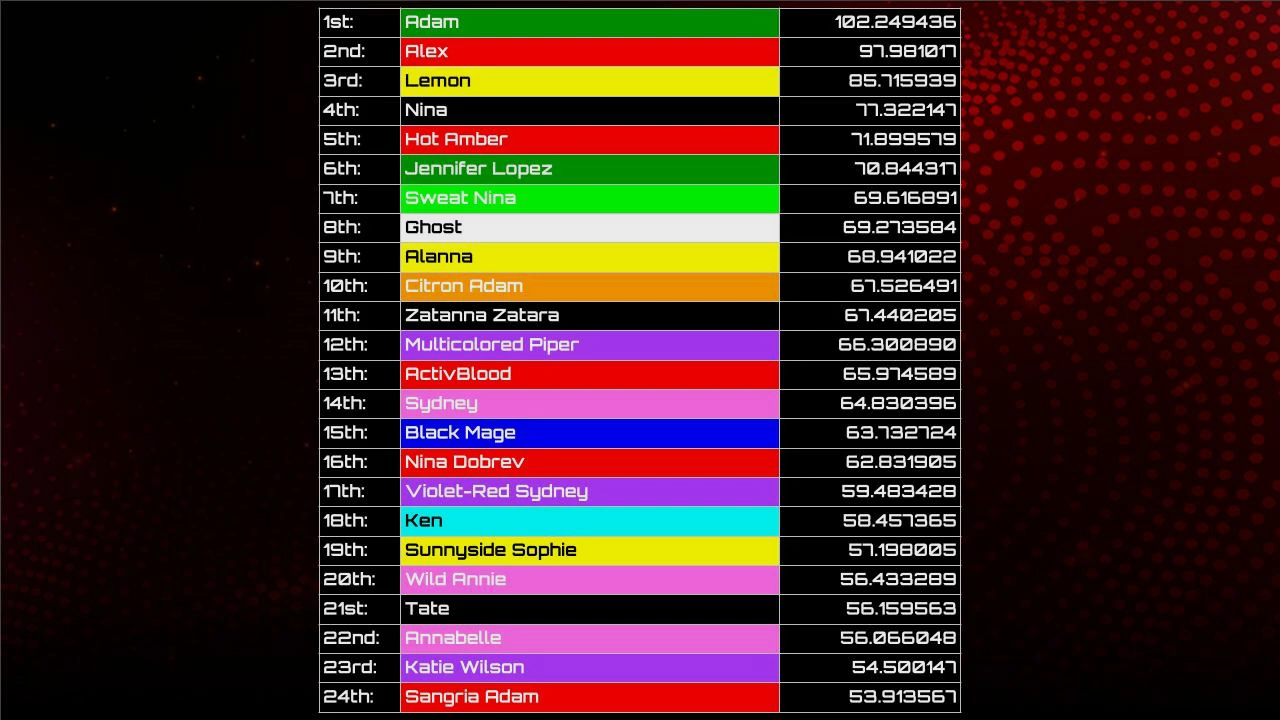 1st: Adam 102.249436
2nd: Alex 97.981017
3rd: Lemon 85.715939
4th: Nina 77.322147
5th: Hot Amber 71.899579
6th: Jennifer Lopez 70.844317
7th: Sweat Nina 69.616891
8th: Ghost 69.273584
9th: Alanna 68.941022
10th: Citron Adam 67.526491
11th: Zatanna Zatara 67.440205
12th: Multicolored Piper 66.300890
13th: ActivBlood 65.974589
14th: Sydney 64.830396
15th: Black Mage 63.732724
16th: Nina Dobrev 62.831905
17th: Violet-Red Sydney 59.483428
18th: Ken 58.457365
19th: Sunnyside Sophie 57.198005
20th: Wild Annie 56.433289
21st: Tate 56.159563
22nd: Annabelle 56.066048
23rd: Katie Wilson 54.500147
24th: Sangria Adam 53.913567